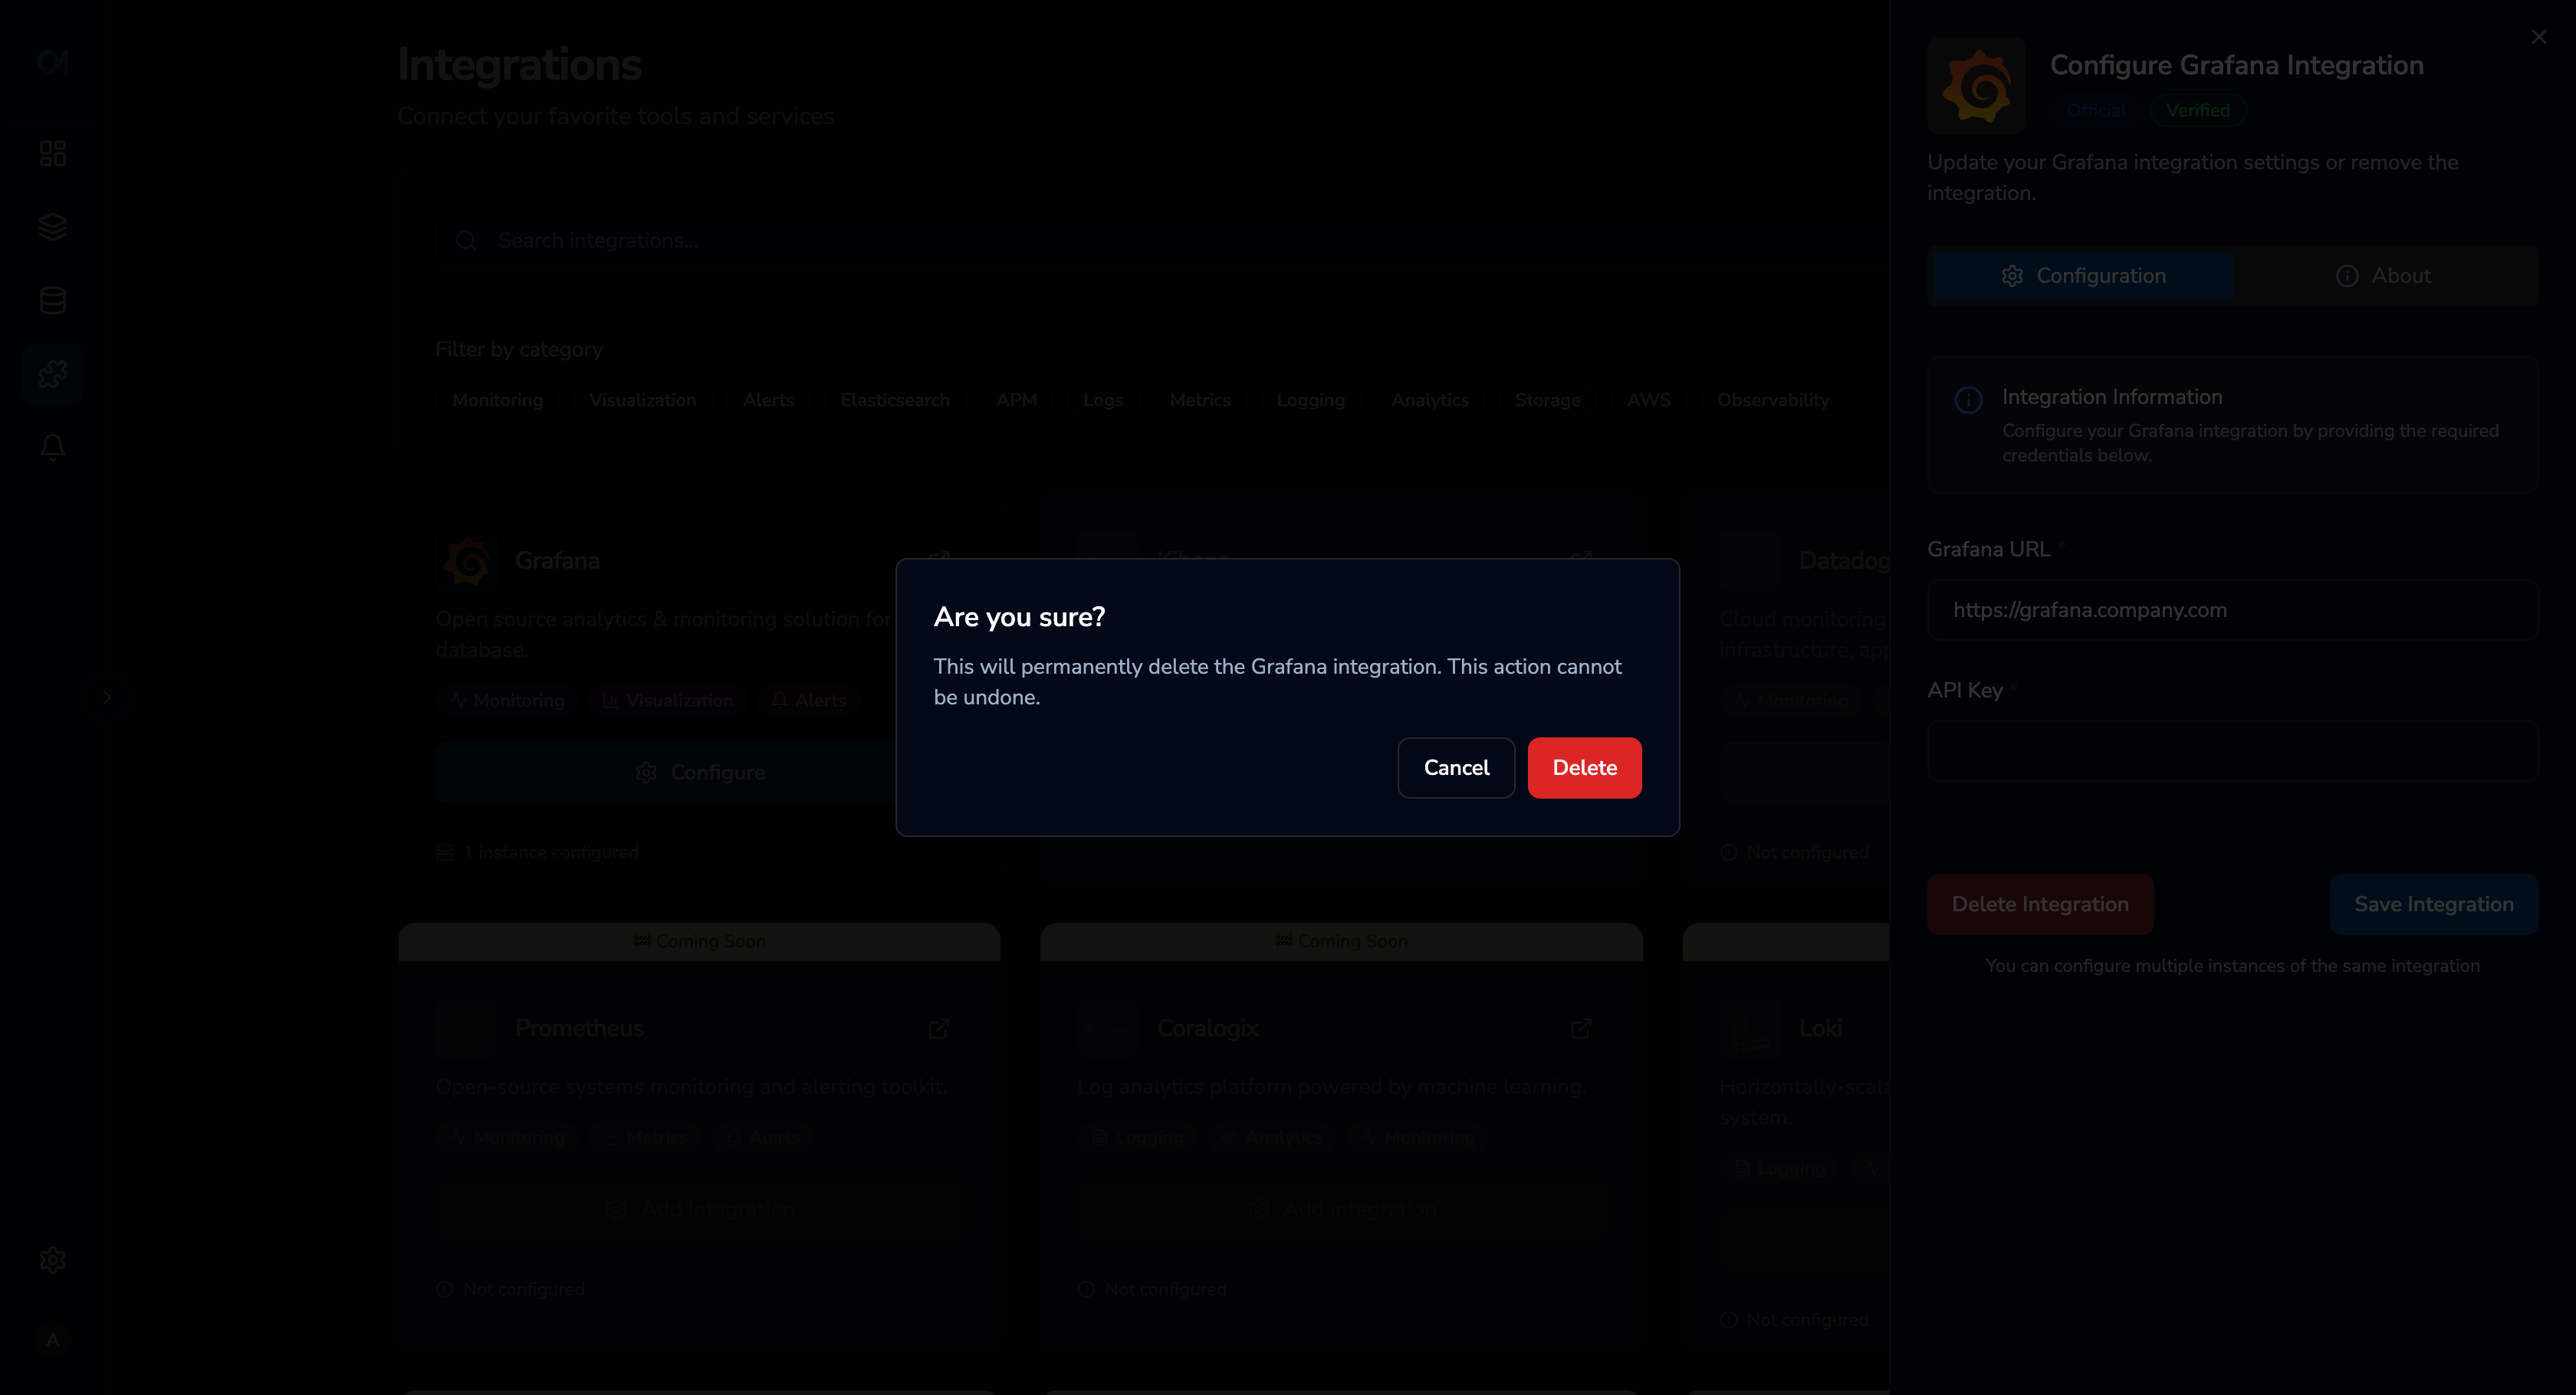 Integrations
Connect your favorite tools and services
Search integrations...
Filter by category
Monitoring
Visualization
Alerts
Elasticsearch
APM
Logs
Metrics
Logging
Analytics
Storage
AWS
Observability
Grafana
Open source analytics & monitoring solution for
database.
Monitoring
Visualization
Alerts
Configure
1 instance configured
Kibana
Datadog
Cloud monitoring
infrastructure,
Monitoring
Not configured
Are you sure?
This will permanently delete the Grafana integration. This action cannot
be undone.
Cancel
Delete
Coming Soon
Prometheus
Open-source systems monitoring and alerting toolkit.
Monitoring
Metrics
Alerts
Add Integration
Not configured
Coming Soon
Coralogix
Log analytics platform powered by machine learning.
Logging
Analytics
Monitoring
Add Integration
Not configured
Loki
system.
Logging
Not configured
A
Configure Grafana Integration
Official
Verified
Update your Grafana integration settings or remove the
integration.
Configuration
About
Integration Information
Configure your Grafana integration by providing the required
credentials below.
Grafana URL *
https://grafana.company.com
API Key *
Delete Integration
Save Integration
You can configure multiple instances of the same integration